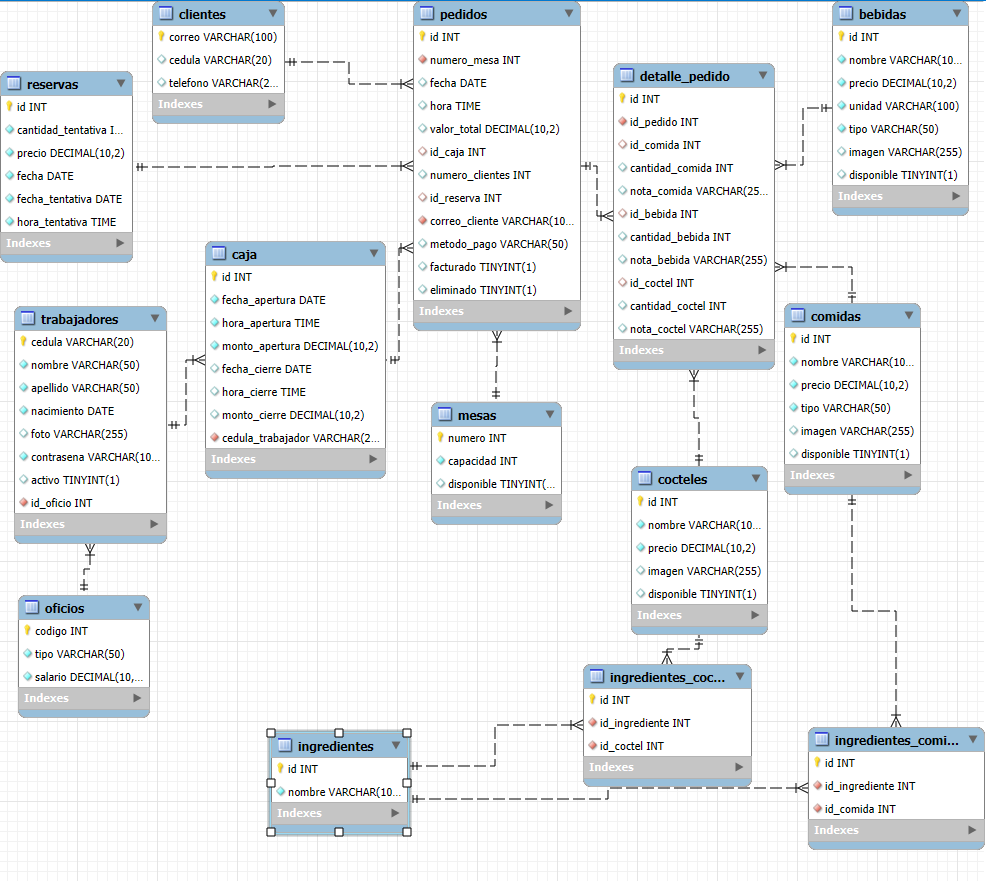 clientes
correo VARCHAR(100)
cedula VARCHAR(20)
telefono VARCHAR(2...
Indexes
pedidos
id INT
numero_mesa INT
fecha DATE
hora TIME
valor_total DECIMAL(10,2)
id_caja INT
numero_clientes INT
id_reserva INT
correo_cliente VARCHAR(10...
metodo_pago VARCHAR(50)
facturado TINYINT(1)
eliminado TINYINT(1)
Indexes
bebidas
id INT
nombre VARCHAR(10...
precio DECIMAL(10,2)
unidad VARCHAR(100)
tipo VARCHAR(50)
imagen VARCHAR(255)
disponible TINYINT(1)
Indexes
reservas
id INT
cantidad_tentativa I...
precio DECIMAL(10,2)
fecha DATE
fecha_tentativa DATE
hora_tentativa TIME
Indexes
detalle_pedido
id INT
id_pedido INT
id_comida INT
cantidad_comida INT
nota_comida VARCHAR(25...
id_bebida INT
cantidad_bebida INT
nota_bebida VARCHAR(255)
id_coctel INT
cantidad_coctel INT
nota_coctel VARCHAR(255)
Indexes
caja
id INT
fecha_apertura DATE
hora_apertura TIME
monto_apertura DECIMAL(10,2)
fecha_cierre DATE
hora_cierre TIME
monto_cierre DECIMAL(10,2)
cedula_trabajador VARCHAR(2...
Indexes
trabajadores
cedula VARCHAR(20)
nombre VARCHAR(50)
apellido VARCHAR(50)
nacimiento DATE
foto VARCHAR(255)
contrasena VARCHAR(10...
activo TINYINT(1)
id_oficio INT
Indexes
comidas
id INT
nombre VARCHAR(10...
precio DECIMAL(10,2)
tipo VARCHAR(50)
imagen VARCHAR(255)
disponible TINYINT(1)
Indexes
mesas
numero INT
capacidad INT
disponible TINYINT(...
Indexes
cocteles
id INT
nombre VARCHAR(10...
precio DECIMAL(10,2)
imagen VARCHAR(255)
disponible TINYINT(1)
Indexes
oficios
codigo INT
tipo VARCHAR(50)
salario DECIMAL(10,...
Indexes
ingredientes_coc...
id INT
id_ingrediente INT
id_coctel INT
Indexes
ingredientes
id INT
nombre VARCHAR(10...
Indexes
ingredientes_comi...
id INT
id_ingrediente INT
id_comida INT
Indexes